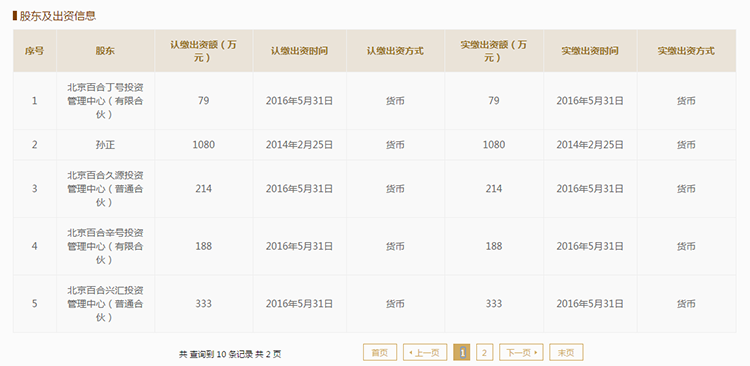 股东及出资信息
序号 股东 认缴出资额（万元） 认缴出资时间 认缴出资方式 实缴出资额（万元） 实缴出资时间 实缴出资方式
1 北京百合丁号投资管理中心（有限合伙） 79 2016年5月31日 货币 79 2016年5月31日 货币
2 孙正 1080 2014年2月25日 货币 1080 2014年2月25日 货币
3 北京百合久源投资管理中心（普通合伙） 214 2016年5月31日 货币 214 2016年5月31日 货币
4 北京百合辛号投资管理中心（有限合伙） 188 2016年5月31日 货币 188 2016年5月31日 货币
5 北京百合兴汇投资管理中心（普通合伙） 333 2016年5月31日 货币 333 2016年5月31日 货币
共 查询到 10 条记录 共 2 页 首页 上一页 1 2 下一页 末页